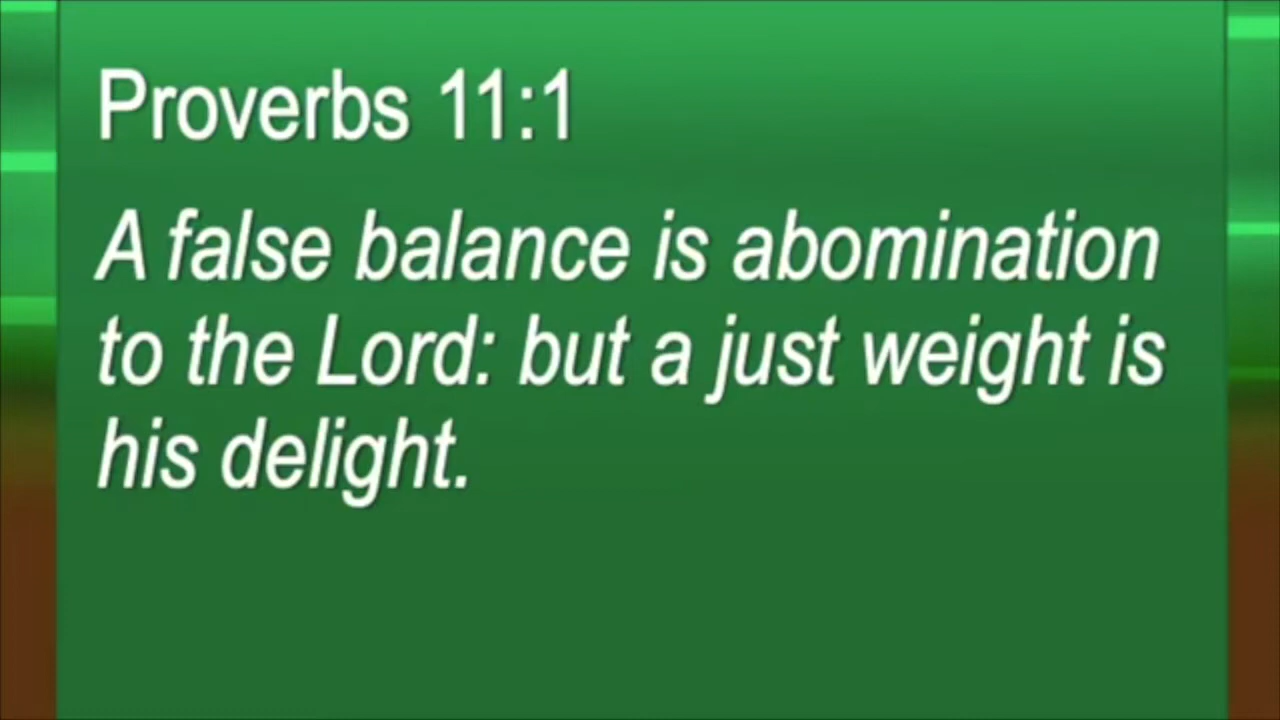 Proverbs 11:1
A false balance is abomination
to the Lord: but a just weight is
his delight.